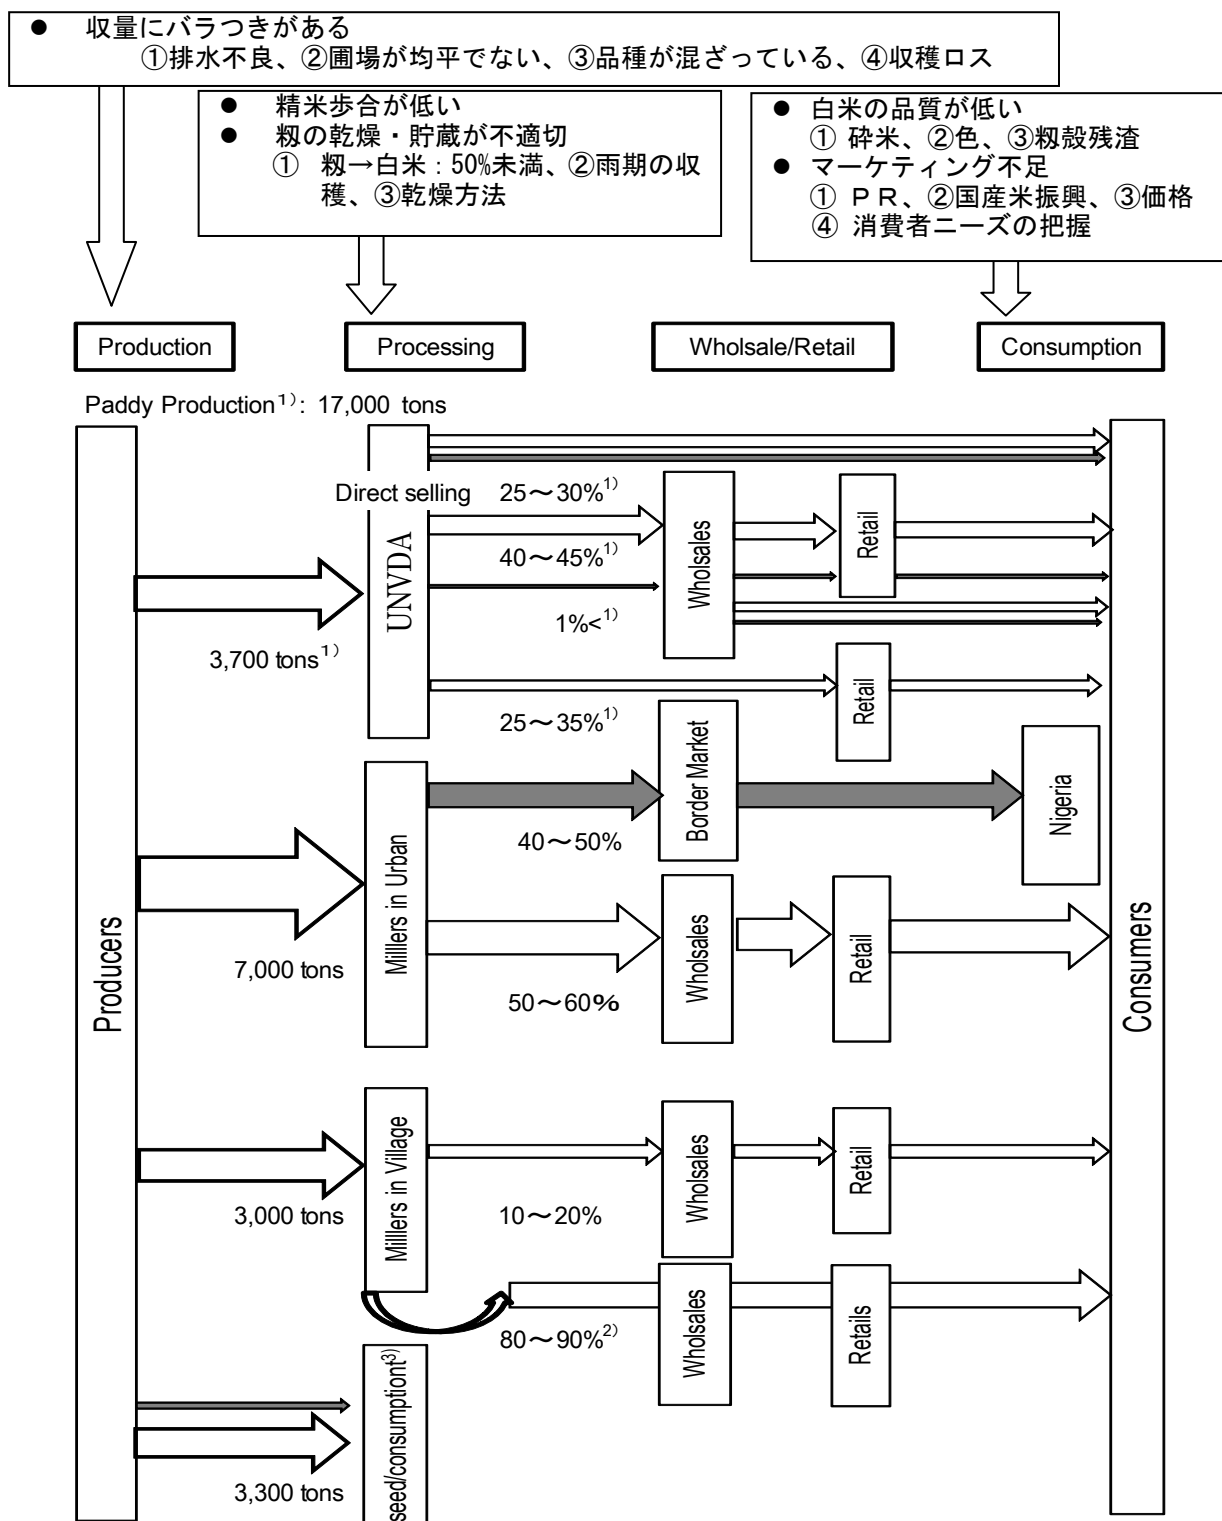 ● 収量にバラつきがある
①排水不良、②圃場が均平でない、③品種が混ざっている、④収穫ロス
● 精米歩合が低い
● 籾の乾燥・貯蔵が不適切
① 籾→白米：50%未満、②雨期の収
穫、③乾燥方法
● 白米の品質が低い
① 砕米、②色、③籾殻残渣
● マーケティング不足
① ＰＲ、②国産米振興、③価格
④ 消費者ニーズの把握
Production
Processing
Wholsale/Retail
Consumption
Paddy Production1): 17,000 tons
Producers
UNVDA
Direct selling
25～30%1)
40～45%1)
1%<1)
25～35%1)
3,700 tons1)
Wholsales
Retail
Retail
Border Market
Nigeria
Consumers
Milllers in Urban
40～50%
7,000 tons
50～60%
Wholsales
Retail
Milllers in Village
3,000 tons
10～20%
Wholsales
Retail
80～90%2)
Wholsales
Retails
seed/consumption3)
3,300 tons